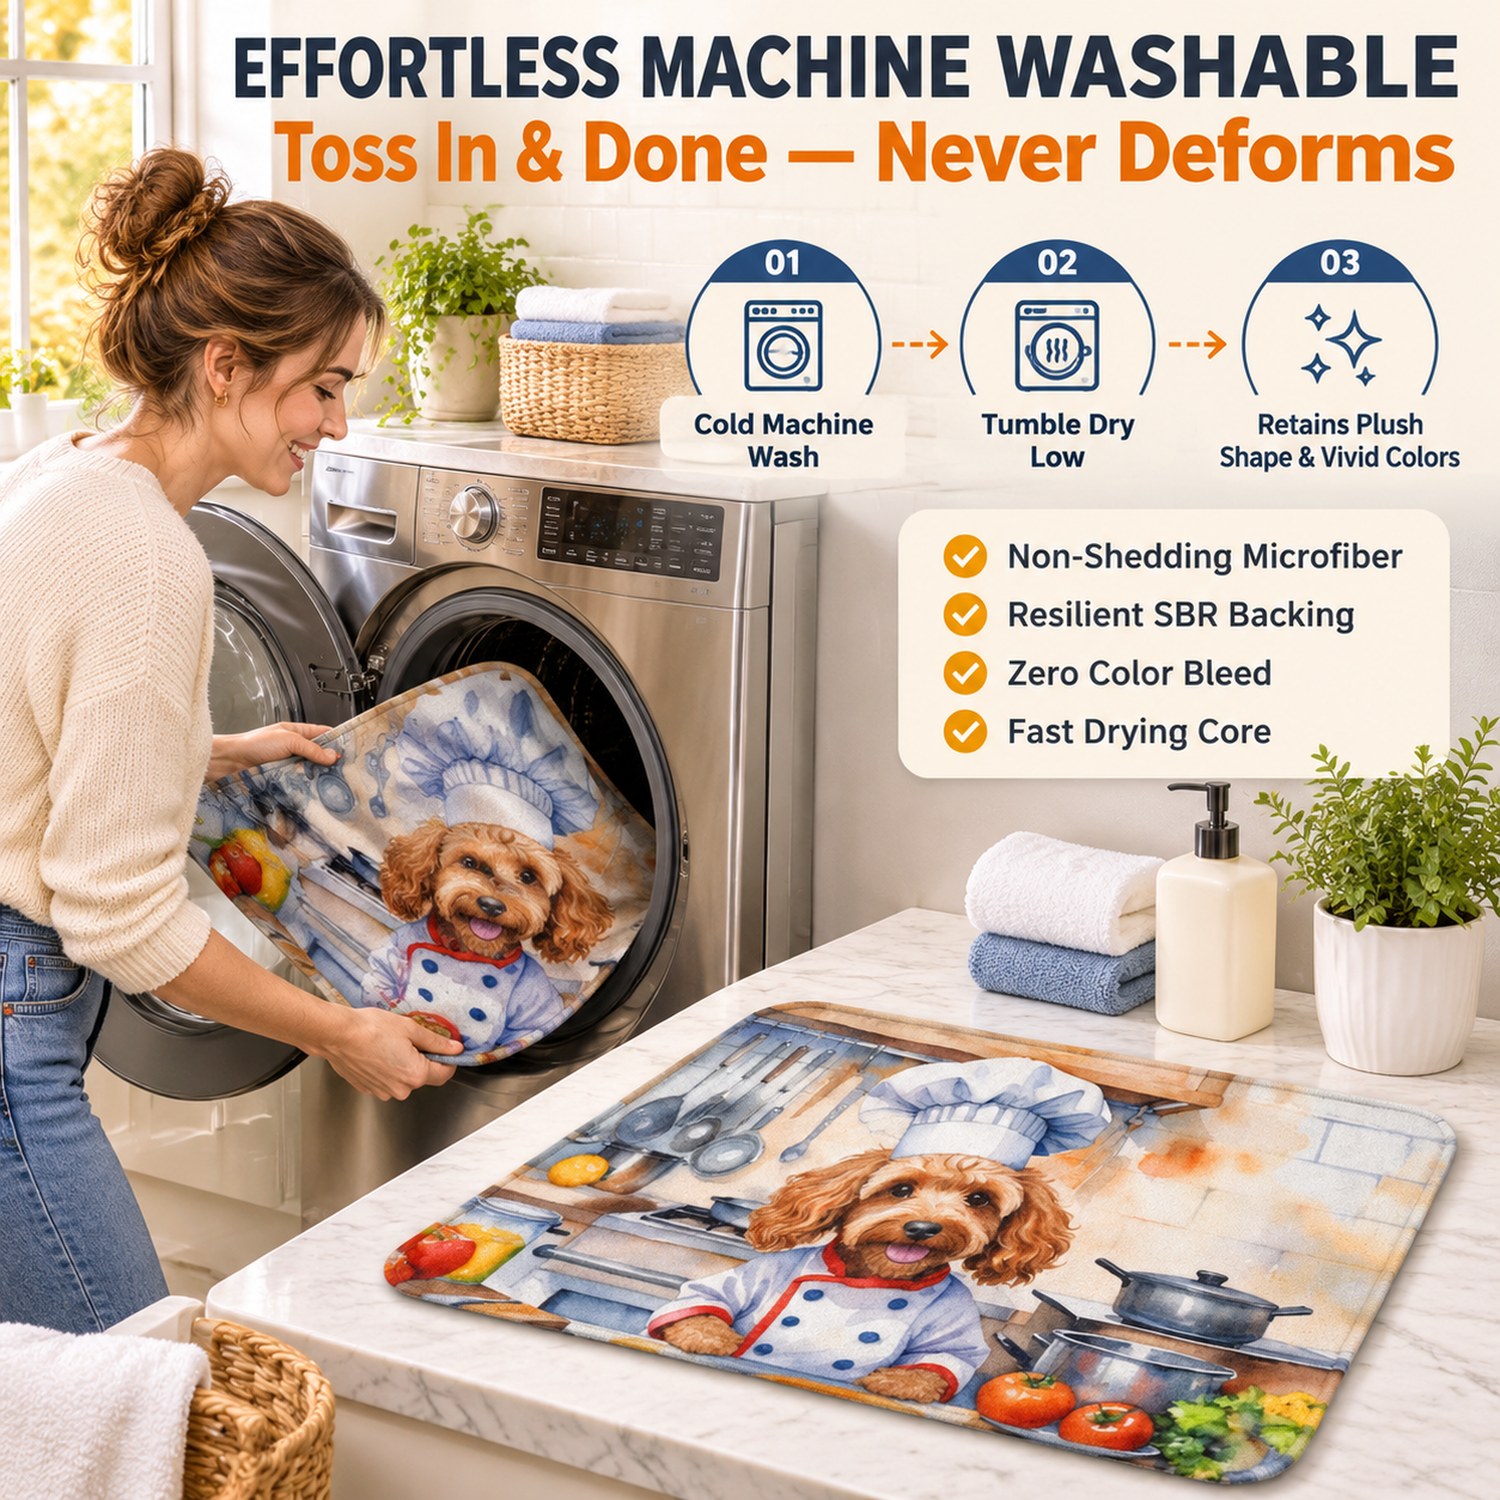 EFFORTLESS MACHINE WASHABLE
Toss In & Done — Never Deforms
01
02
03
Cold Machine
Wash
Tumble Dry
Low
Retains Plush
Shape & Vivid Colors
Non-Shedding Microfiber
Resilient SBR Backing
Zero Color Bleed
Fast Drying Core